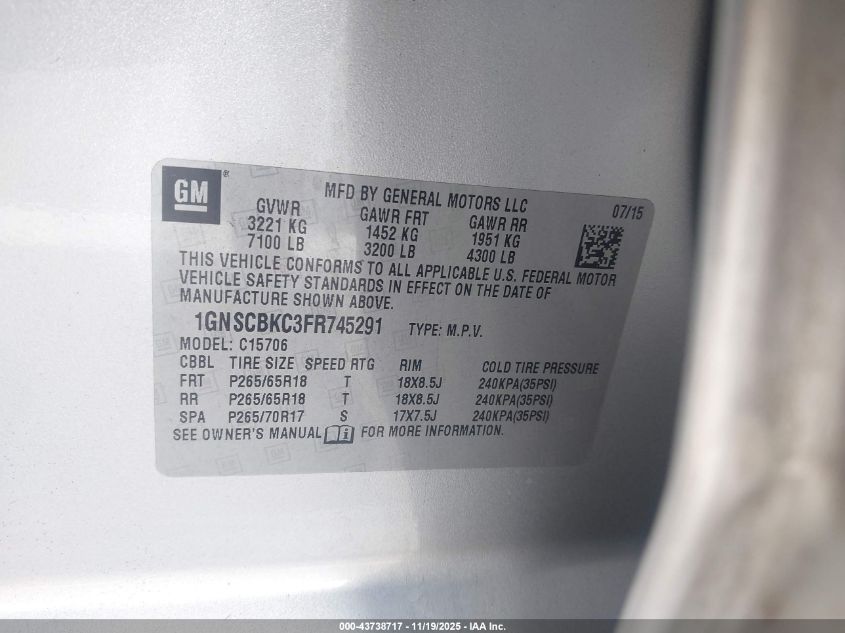 GM®
MFD BY GENERAL MOTORS LLC 07/15
GVWR GAWR FRT GAWR RR
3221 KG 1452 KG 1951 KG
7100 LB 3200 LB 4300 LB
THIS VEHICLE CONFORMS TO ALL APPLICABLE U.S. FEDERAL MOTOR
VEHICLE SAFETY STANDARDS IN EFFECT ON THE DATE OF
MANUFACTURE SHOWN ABOVE.
1GNSCBKC3FR745291 TYPE: M.P.V.
MODEL: C15706
CBBL TIRE SIZE SPEED RTG RIM COLD TIRE PRESSURE
FRT P265/65R18 T 18X8.5J 240KPA(35PSI)
RR P265/65R18 T 18X8.5J 240KPA(35PSI)
SPA P265/70R17 S 17X7.5J 240KPA(35PSI)
SEE OWNER'S MANUAL FOR MORE INFORMATION.
000-43738717 - 11/19/2025 - IAA Inc.